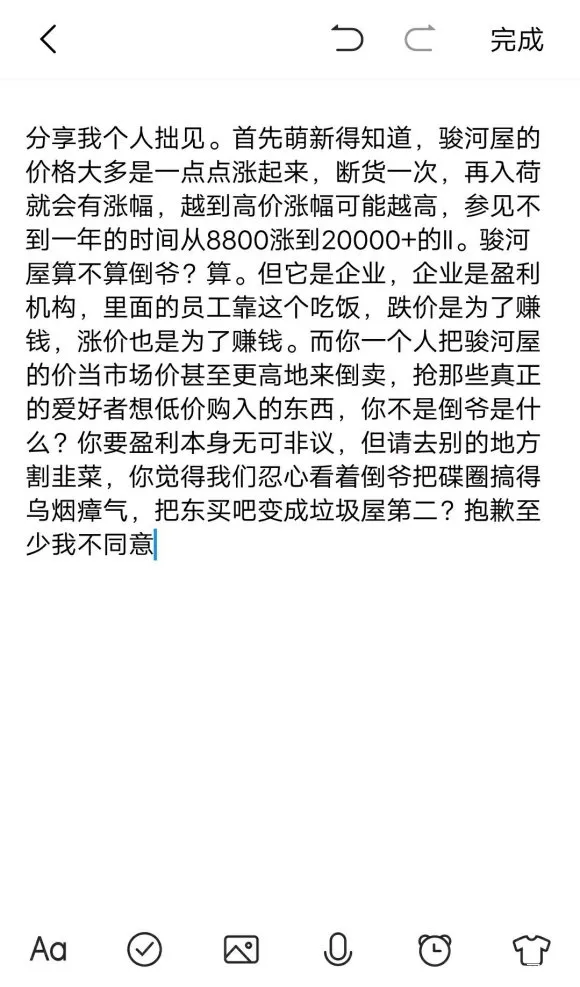 完成
分享我个人拙见。首先萌新得知道，骏河屋的
价格大多是一点点涨起来，断货一次，再入荷
就会有涨幅，越到高价涨幅可能越高，参见不
到一年的时间从8800涨到20000+的II。骏河
屋算不算倒爷？算。但它是企业，企业是盈利
机构，里面的员工靠这个吃饭，跌价是为了赚
钱，涨价也是为了赚钱。而你一个人把骏河屋
的价当市场价甚至更高地来倒卖，抢那些真正
的爱好者想低价购入的东西，你不是倒爷是什
么？你要盈利本身无可非议，但请去别的地方
割韭菜，你觉得我们忍心看着倒爷把碟圈搞得
乌烟瘴气，把东买吧变成垃圾屋第二？抱歉至
少我不同意
Aa